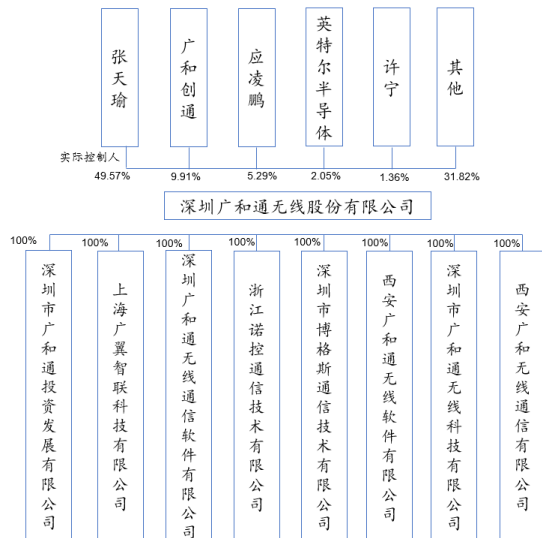 张天瑜
广和创通
应凌鹏
英特尔半导体
许宁
其他
实际控制人
49.57%
9.91%
5.29%
2.05%
1.36%
31.82%
深圳广和通无线股份有限公司
100%
100%
100%
100%
100%
100%
100%
100%
深圳市广和通投资发展有限公司
上海广翼智联科技有限公司
深圳广和通无线通信软件有限公司
浙江诺控通信技术有限公司
深圳市博格斯通信技术有限公司
西安广和通无线软件有限公司
深圳市广和通无线科技有限公司
西安广和无线通信有限公司